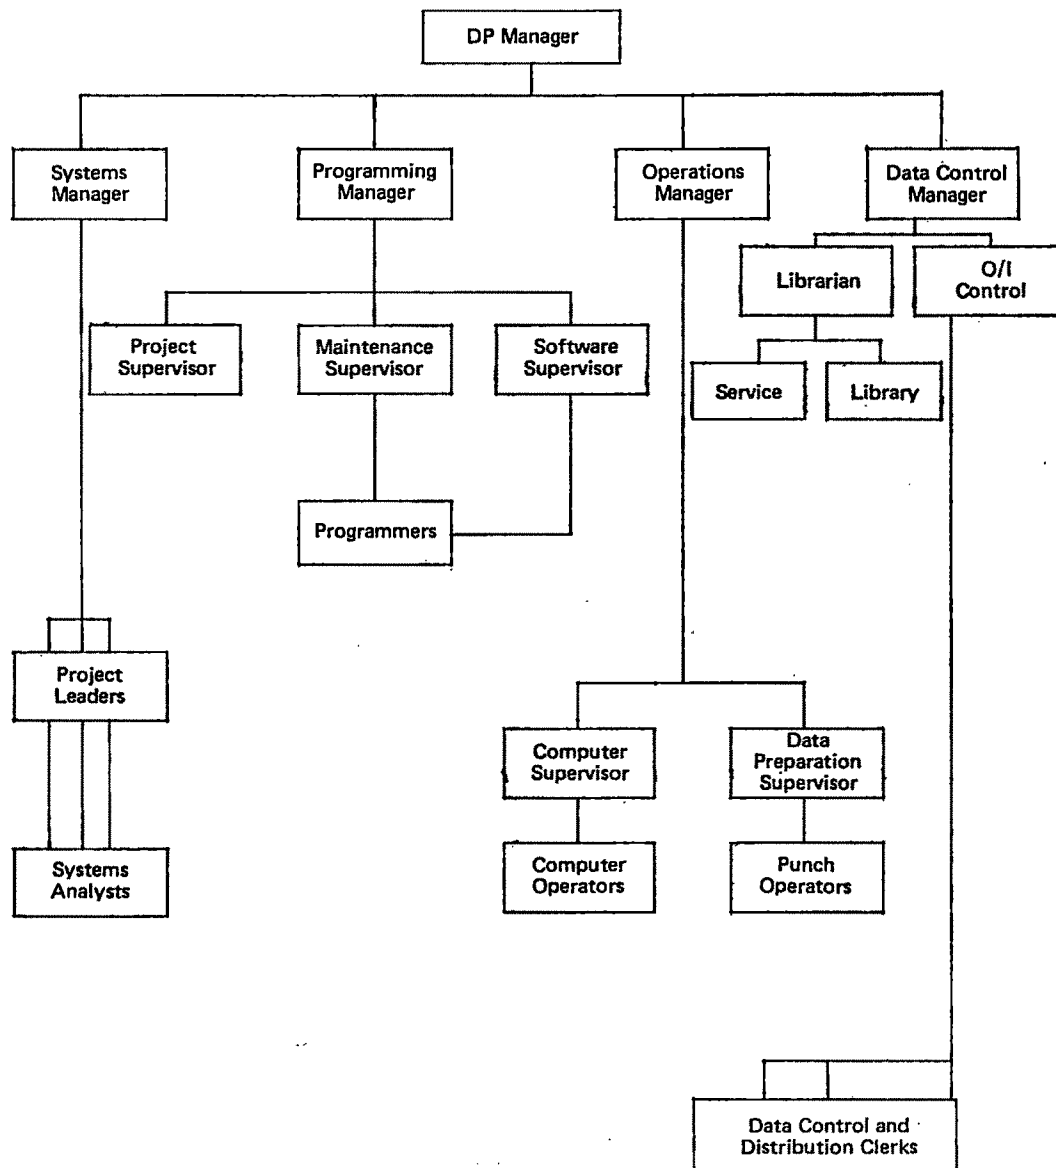 DP Manager
Systems
Manager
Programming
Manager
Operations
Manager
Data Control
Manager
Librarian
O/I
Control
Project
Supervisor
Maintenance
Supervisor
Software
Supervisor
Service
Library
Programmers
Project
Leaders
Computer
Supervisor
Data
Preparation
Supervisor
Systems
Analysts
Computer
Operators
Punch
Operators
Data Control and
Distribution Clerks